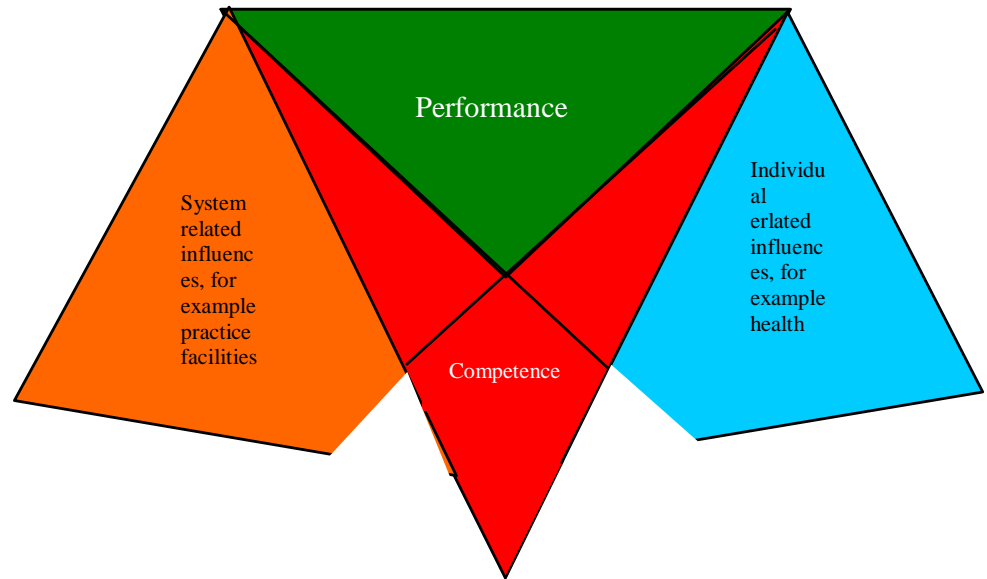 Performance
System
related
influenc
es, for
example
practice
facilities
Individu
al
erlated
influenc
es, for
example
health
Competence